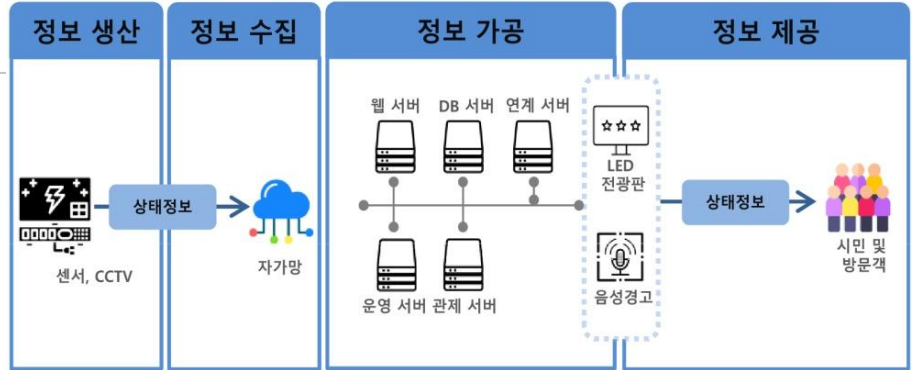 정보 생산
정보 수집
정보 가공
정보 제공
웹 서버
DB 서버
연계 서버
LED
전광판
상태정보
상태정보
센서, CCTV
자가망
운영 서버
관제 서버
음성경고
시민 및
방문객